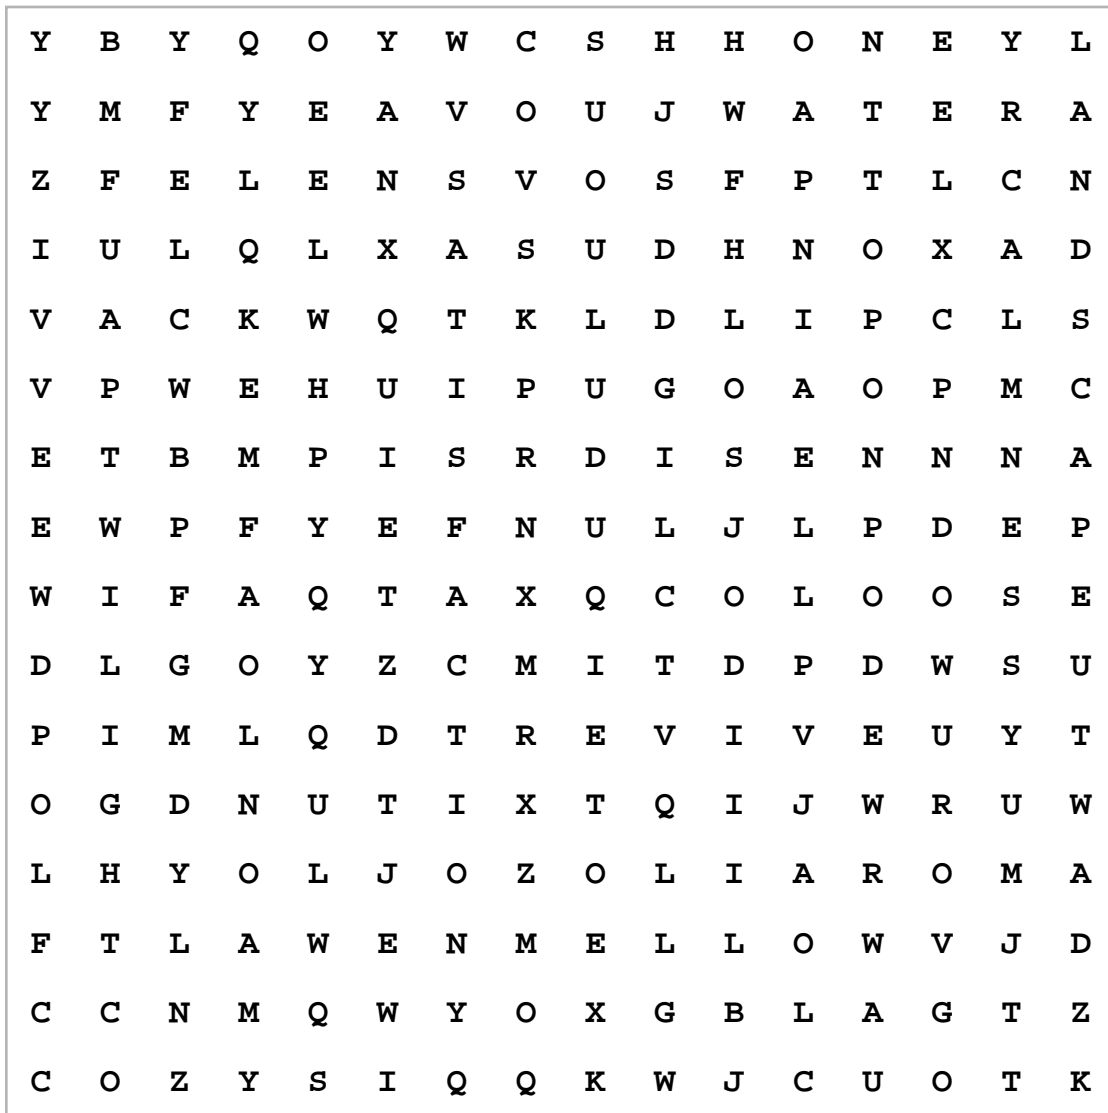 Y B Y Q O Y W C S H H O N E Y L
Y M F Y E A V O U J W A T E R A
Z F E L E N S V O S F P T L C N
I U L Q L X A S U D H N O X A D
V A C K W Q T K L D L I P C L S
V P W E H U I P U G O A O P M C
E T B M P I S R D I S E N N N A
E W P F Y E F N U L J L P D E P
W I F A Q T A X Q C O L O O S E
D L G O Y Z C M I T D P D W S U
P I M L Q D T R E V I V E U Y T
O G D N U T I X T Q I J W R U W
L H Y O L J O Z O L I A R O M A
F T L A W E N M E L L O W V J D
C C N M Q W Y O X G B L A G T Z
C O Z Y S I Q Q K W J C U O T K